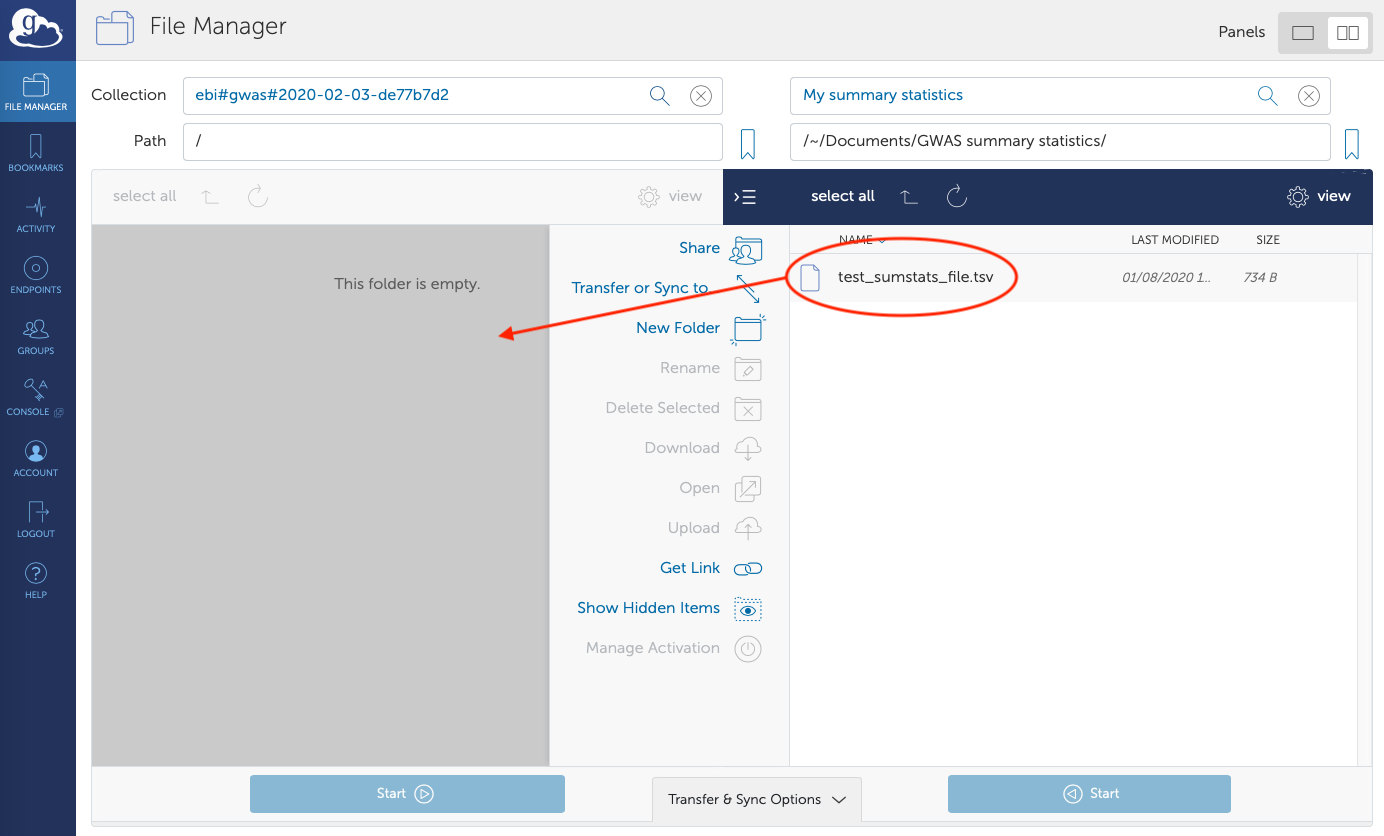 g
File Manager
Panels
FILE MANAGER
BOOKMARKS
ACTIVITY
ENDPOINTS
GROUPS
CONSOLE
ACCOUNT
LOGOUT
HELP
Collection
ebi#gwas#2020-02-03-de77b7d2
My summary statistics
Path
/
/~/Documents/GWAS summary statistics/
select all
view
select all
view
This folder is empty.
Share
Transfer or Sync to...
New Folder
Rename
Delete Selected
Download
Open
Upload
Get Link
Show Hidden Items
Manage Activation
NAME
LAST MODIFIED
SIZE
test_sumstats_file.tsv
01/08/2020 1...
734 B
Start
Transfer & Sync Options
Start